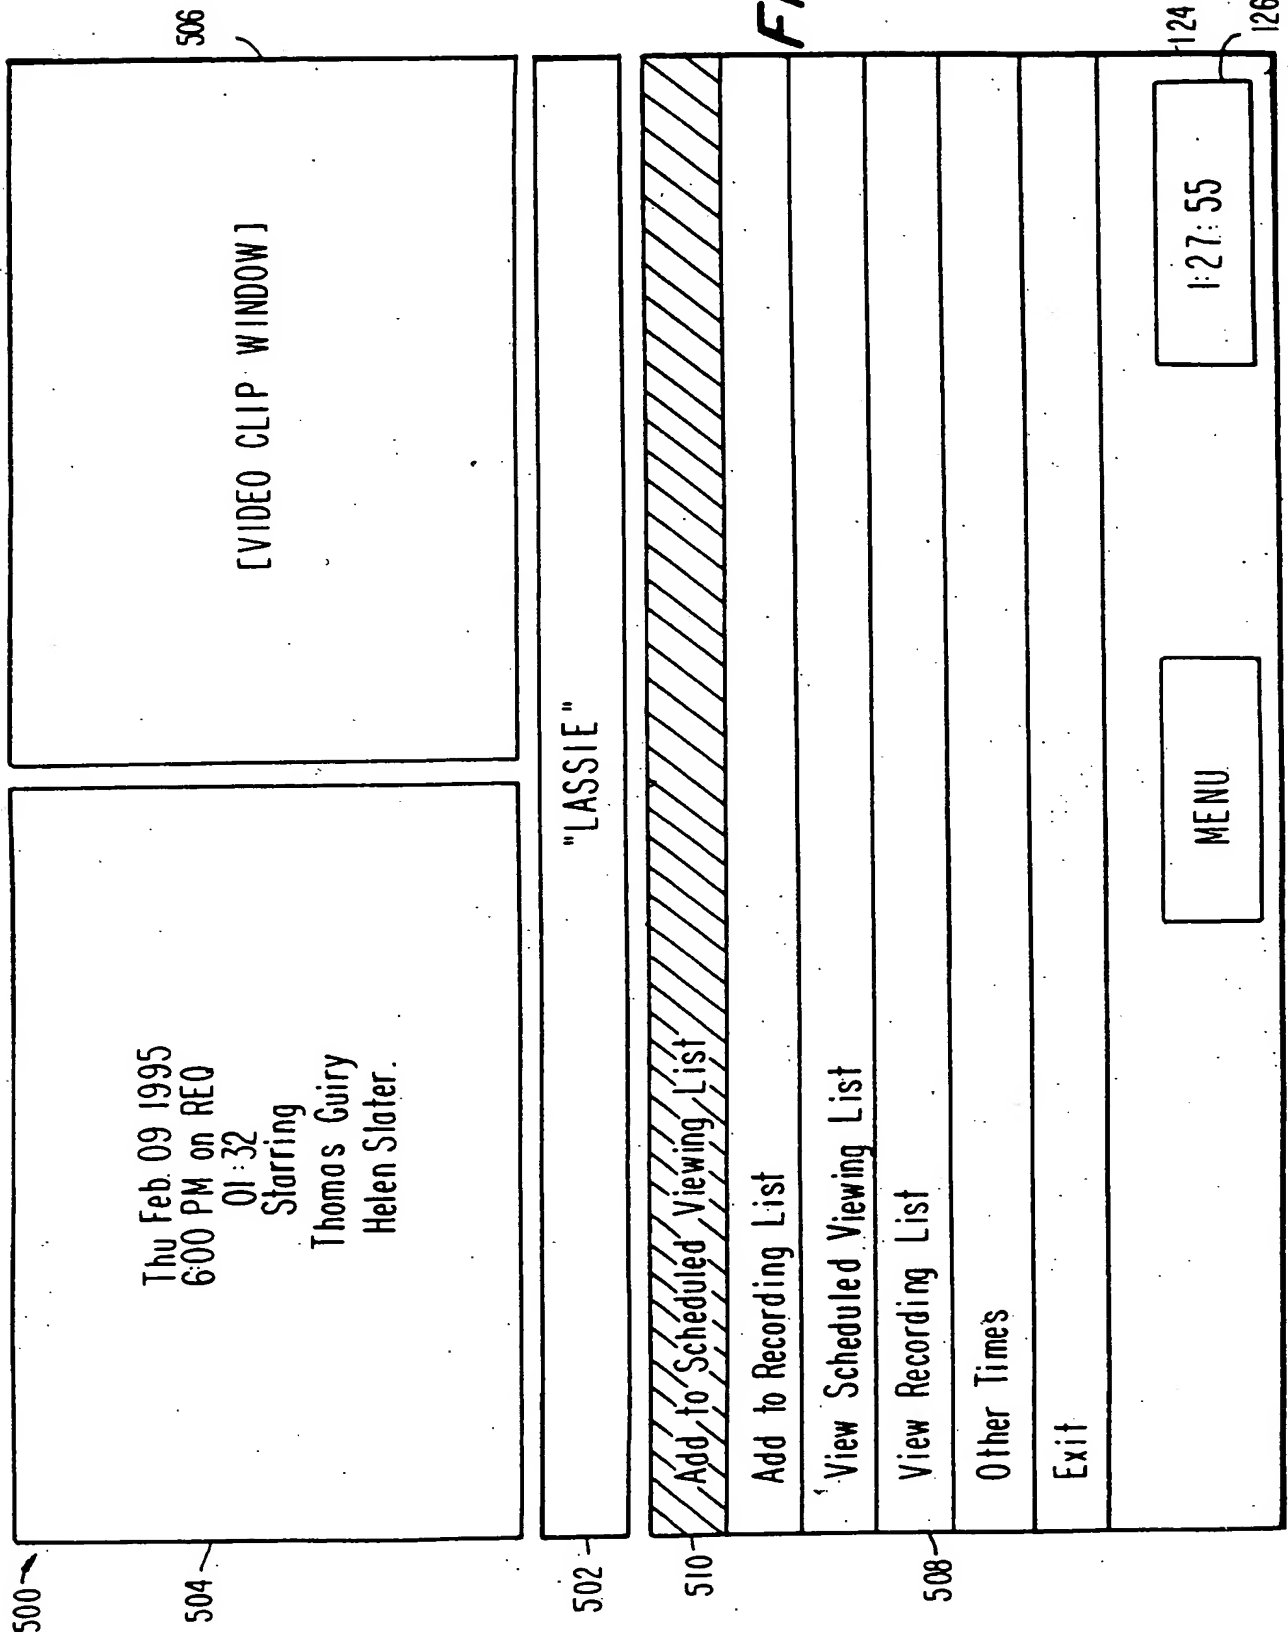 500
504
Thu Feb. 09 1995
6:00 PM on REQ
01:32
Starring
Thomas Guiry
Helen Slater.
506
[VIDEO CLIP WINDOW]
502
"LASSIE"
510
Add to Scheduled Viewing List
Add to Recording List
View Scheduled Viewing List
508
View Recording List
Other Times
Exit
MENU
1:27:55
124
126